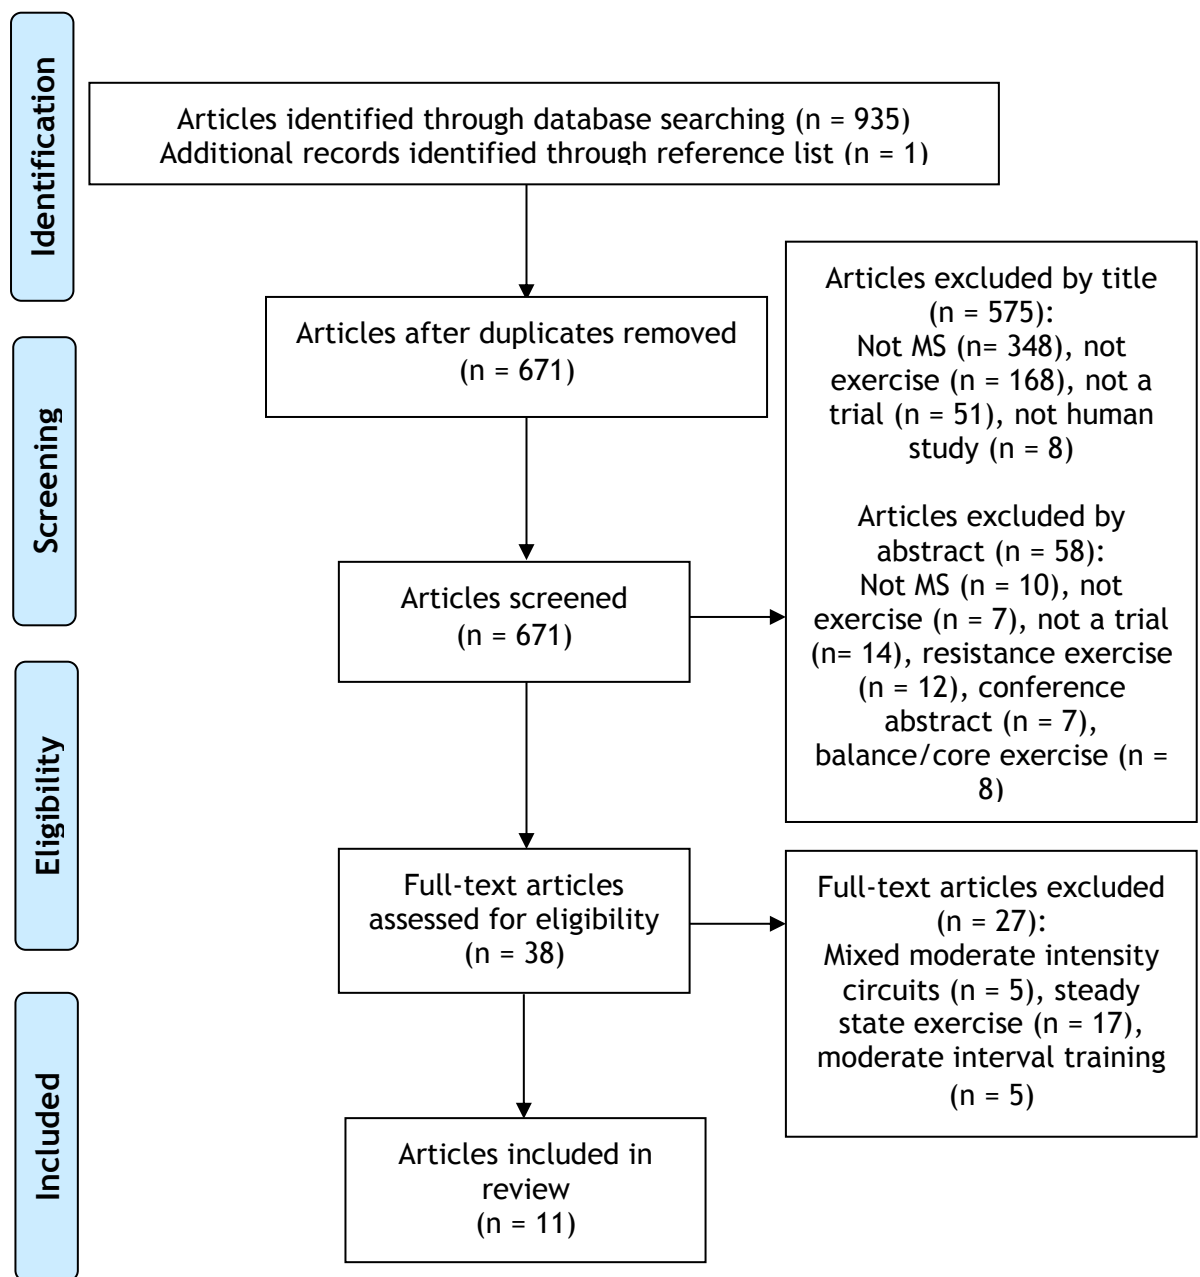 Identification
Articles identified through database searching (n = 935)
Additional records identified through reference list (n = 1)
Articles after duplicates removed
(n = 671)
Articles excluded by title
(n = 575):
Not MS (n= 348), not
exercise (n = 168), not a
trial (n = 51), not human
study (n = 8)
Articles excluded by
abstract (n = 58):
Not MS (n = 10), not
exercise (n = 7), not a trial
(n= 14), resistance exercise
(n = 12), conference
abstract (n = 7),
balance/core exercise (n =
8)
Screening
Articles screened
(n = 671)
Eligibility
Full-text articles
assessed for eligibility
(n = 38)
Full-text articles excluded
(n = 27):
Mixed moderate intensity
circuits (n = 5), steady
state exercise (n = 17),
moderate interval training
(n = 5)
Included
Articles included in
review
(n = 11)